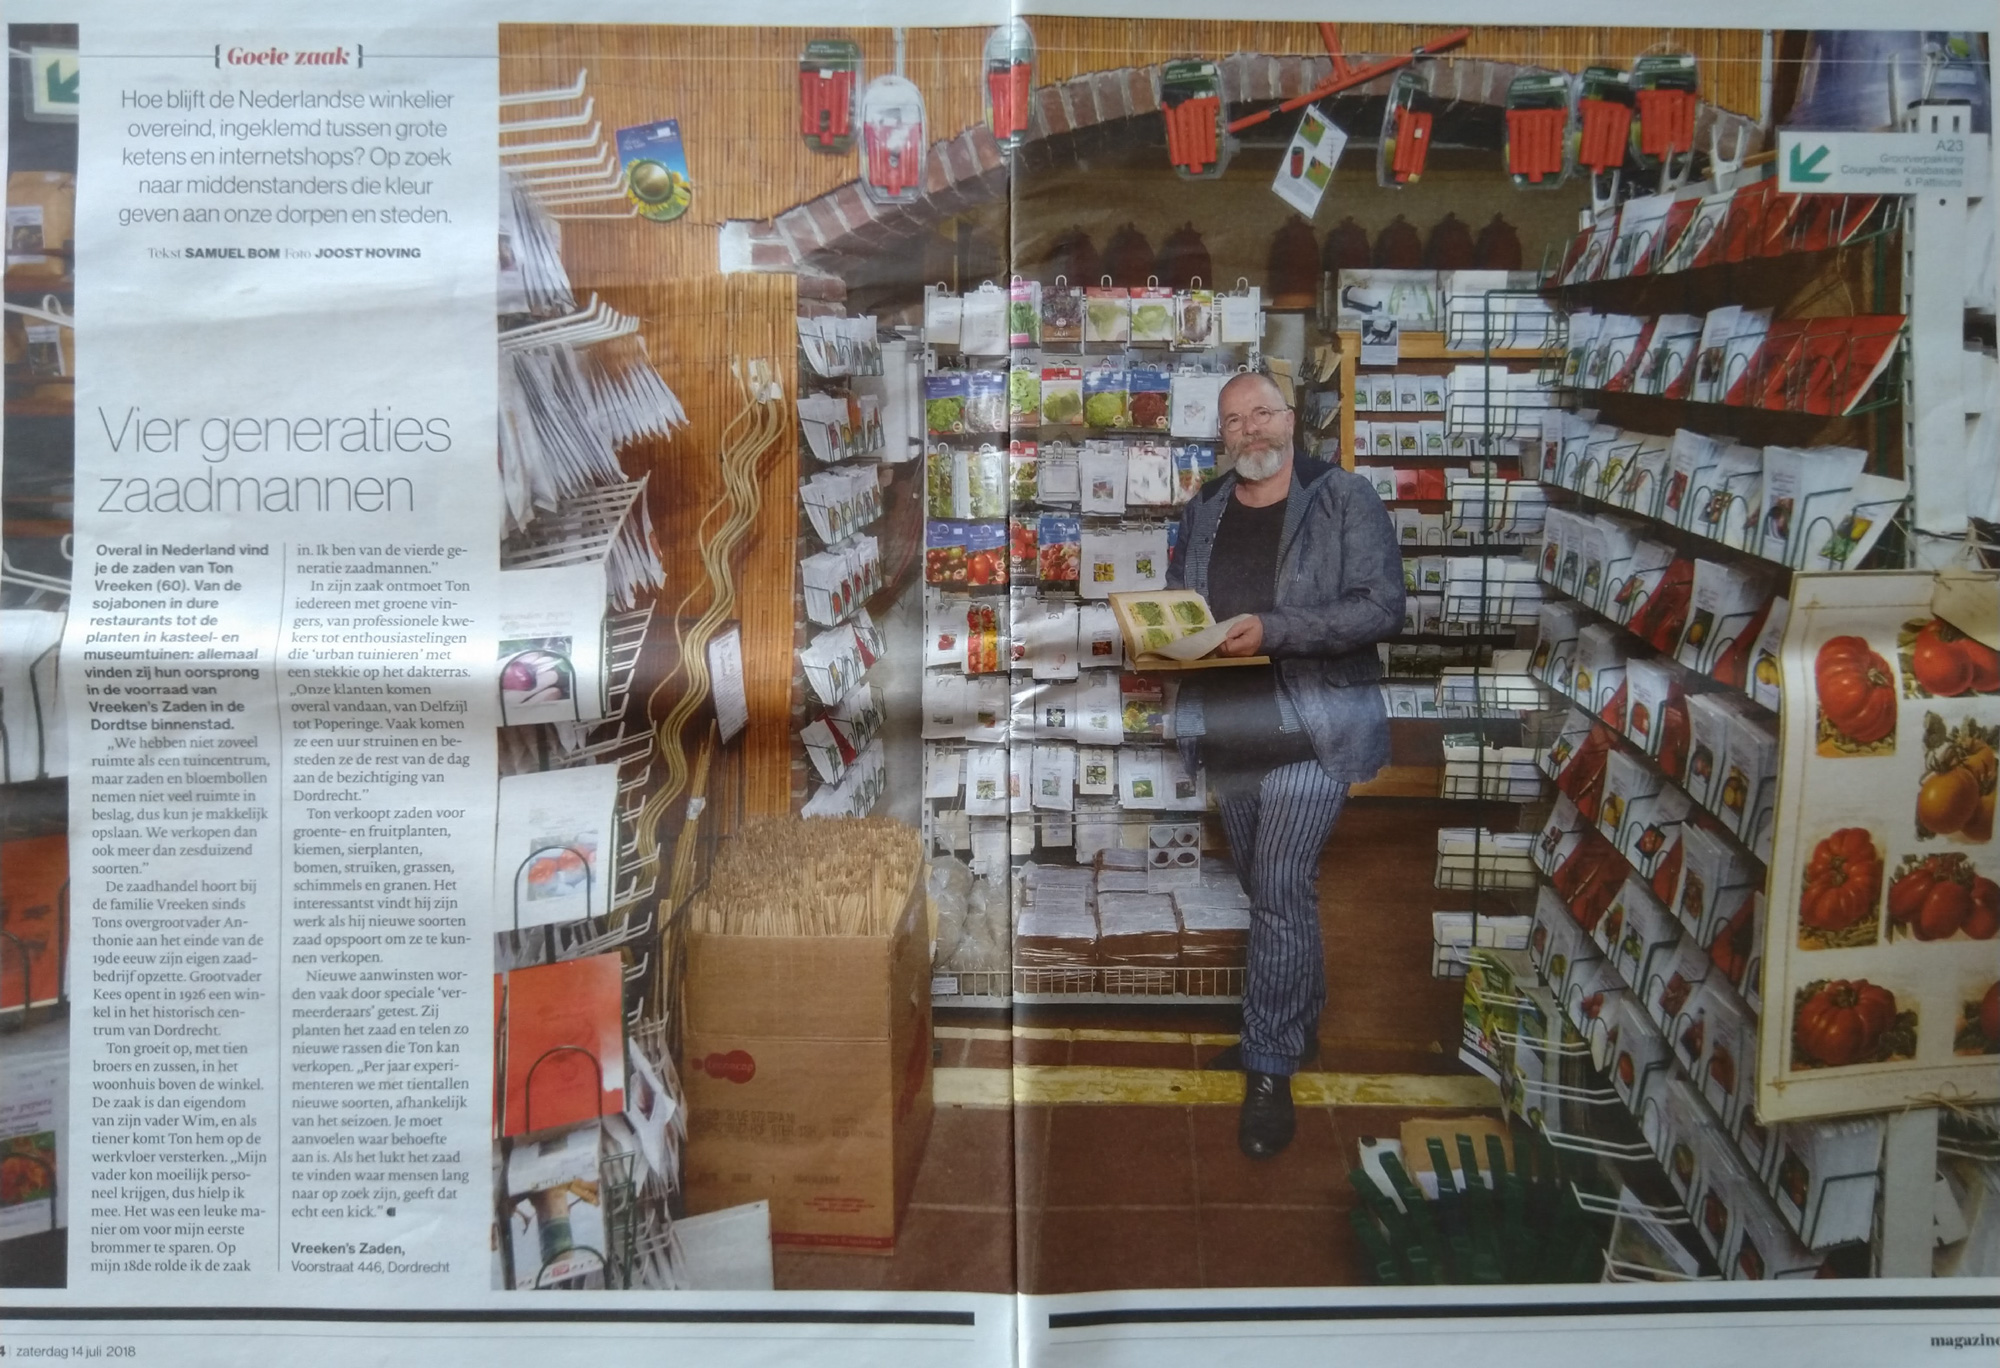 { Goeie zaak }
Hoe blijft de Nederlandse winkelier
overeind, ingeklemd tussen grote
ketens en internetshops? Op zoek
naar middenstanders die kleur
geven aan onze dorpen en steden.
Tekst SAMUEL BOM Foto JOOST HOVING
Vier generaties
zaadmannen
Overal in Nederland vind
je de zaden van Ton
Vreeken (60). Van de
sojabonen in dure
restaurants tot de
planten in kasteel- en
museumtuinen: allemaal
vinden zij hun oorsprong
in de voorraad van
Vreeken's Zaden in de
Dordtse binnenstad.
„We hebben niet zoveel
ruimte als een tuincentrum,
maar zaden en bloembollen
nemen niet veel ruimte in
beslag, dus kun je makkelijk
opslaan. We verkopen dan
ook meer dan zesduizend
soorten.”
De zaadhandel hoort bij
de familie Vreeken sinds
Tons overgrootvader An-
thonie aan het einde van de
19de eeuw zijn eigen zaad-
bedrijf opzette. Grootvader
Kees opent in 1926 een win-
kel in het historisch cen-
trum van Dordrecht.
Ton groeit op, met tien
broers en zussen, in het
woonhuis boven de winkel.
De zaak is dan eigendom
van zijn vader Wim, en als
tiener komt Ton hem op de
werkvloer versterken. „Mijn
vader kon moeilijk perso-
neel krijgen, dus hielp ik
mee. Het was een leuke ma-
nier om voor mijn eerste
brommer te sparen. Op
mijn 18de rolde ik de zaak
in. Ik ben van de vierde ge-
neratie zaadmannen.”
In zijn zaak ontmoet Ton
iedereen met groene vin-
gers, van professionele kwe-
kers tot enthousiastelingen
die ‘urban tuinieren’ met
een stekkie op het dakterras.
„Onze klanten komen
overal vandaan, van Delfzijl
tot Poperinge. Vaak komen
ze een uur struinen en be-
steden ze de rest van de dag
aan de bezichtiging van
Dordrecht.”
Ton verkoopt zaden voor
groente- en fruitplanten,
kiemen, sierplanten,
bomen, struiken, grassen,
schimmels en granen. Het
interessantst vindt hij zijn
werk als hij nieuwe soorten
zaad opspoort om ze te kun-
nen verkopen.
Nieuwe aanwinsten wor-
den vaak door speciale ‘ver-
meerderaars’ getest. Zij
planten het zaad en telen zo
nieuwe rassen die Ton kan
verkopen. „Per jaar experi-
menteren we met tientallen
nieuwe soorten, afhankelijk
van het seizoen. Je moet
aanvoelen waar behoefte
aan is. Als het lukt het zaad
te vinden waar mensen lang
naar op zoek zijn, geeft dat
echt een kick.”
Vreeken's Zaden,
Voorstraat 446, Dordrecht
A23
Grootverpakking
Courgettes, Kalebassen
& Patisons
4 | zaterdag 14 juli 2018
magazine